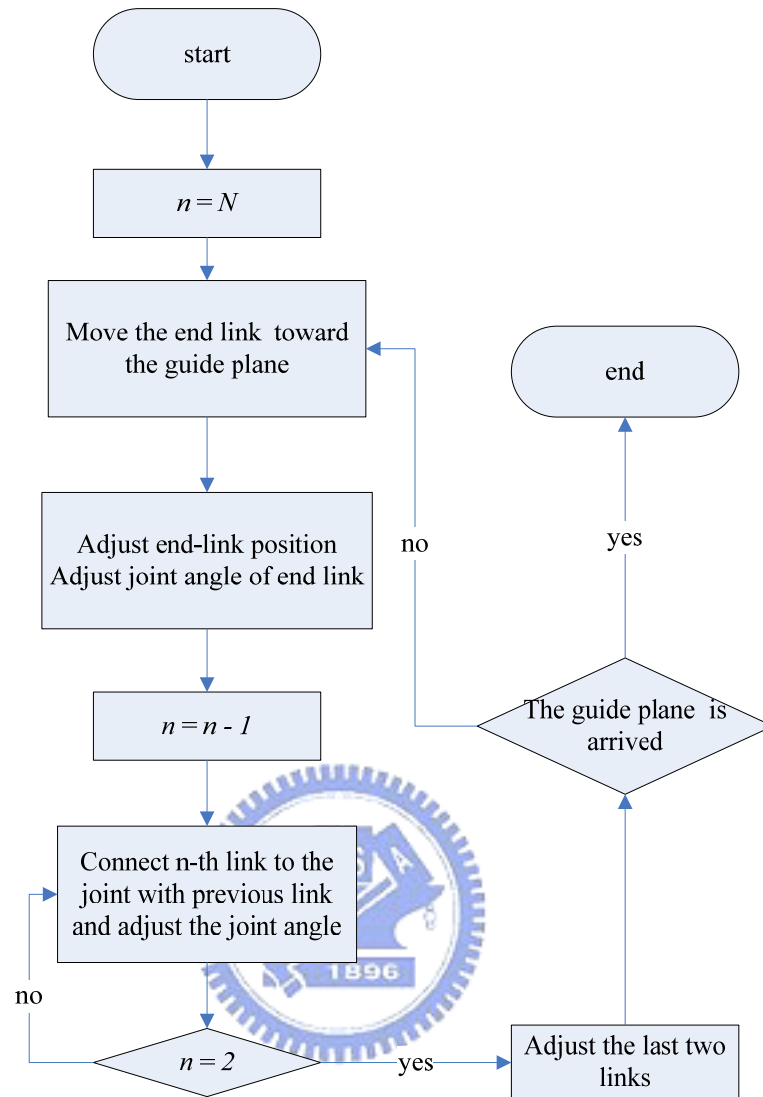 start
n = N
Move the end link toward
the guide plane
end
Adjust end-link position
Adjust joint angle of end link
no
yes
n = n - 1
The guide plane is
arrived
Connect n-th link to the
joint with previous link
and adjust the joint angle
1896
no
n = 2
yes
Adjust the last two
links